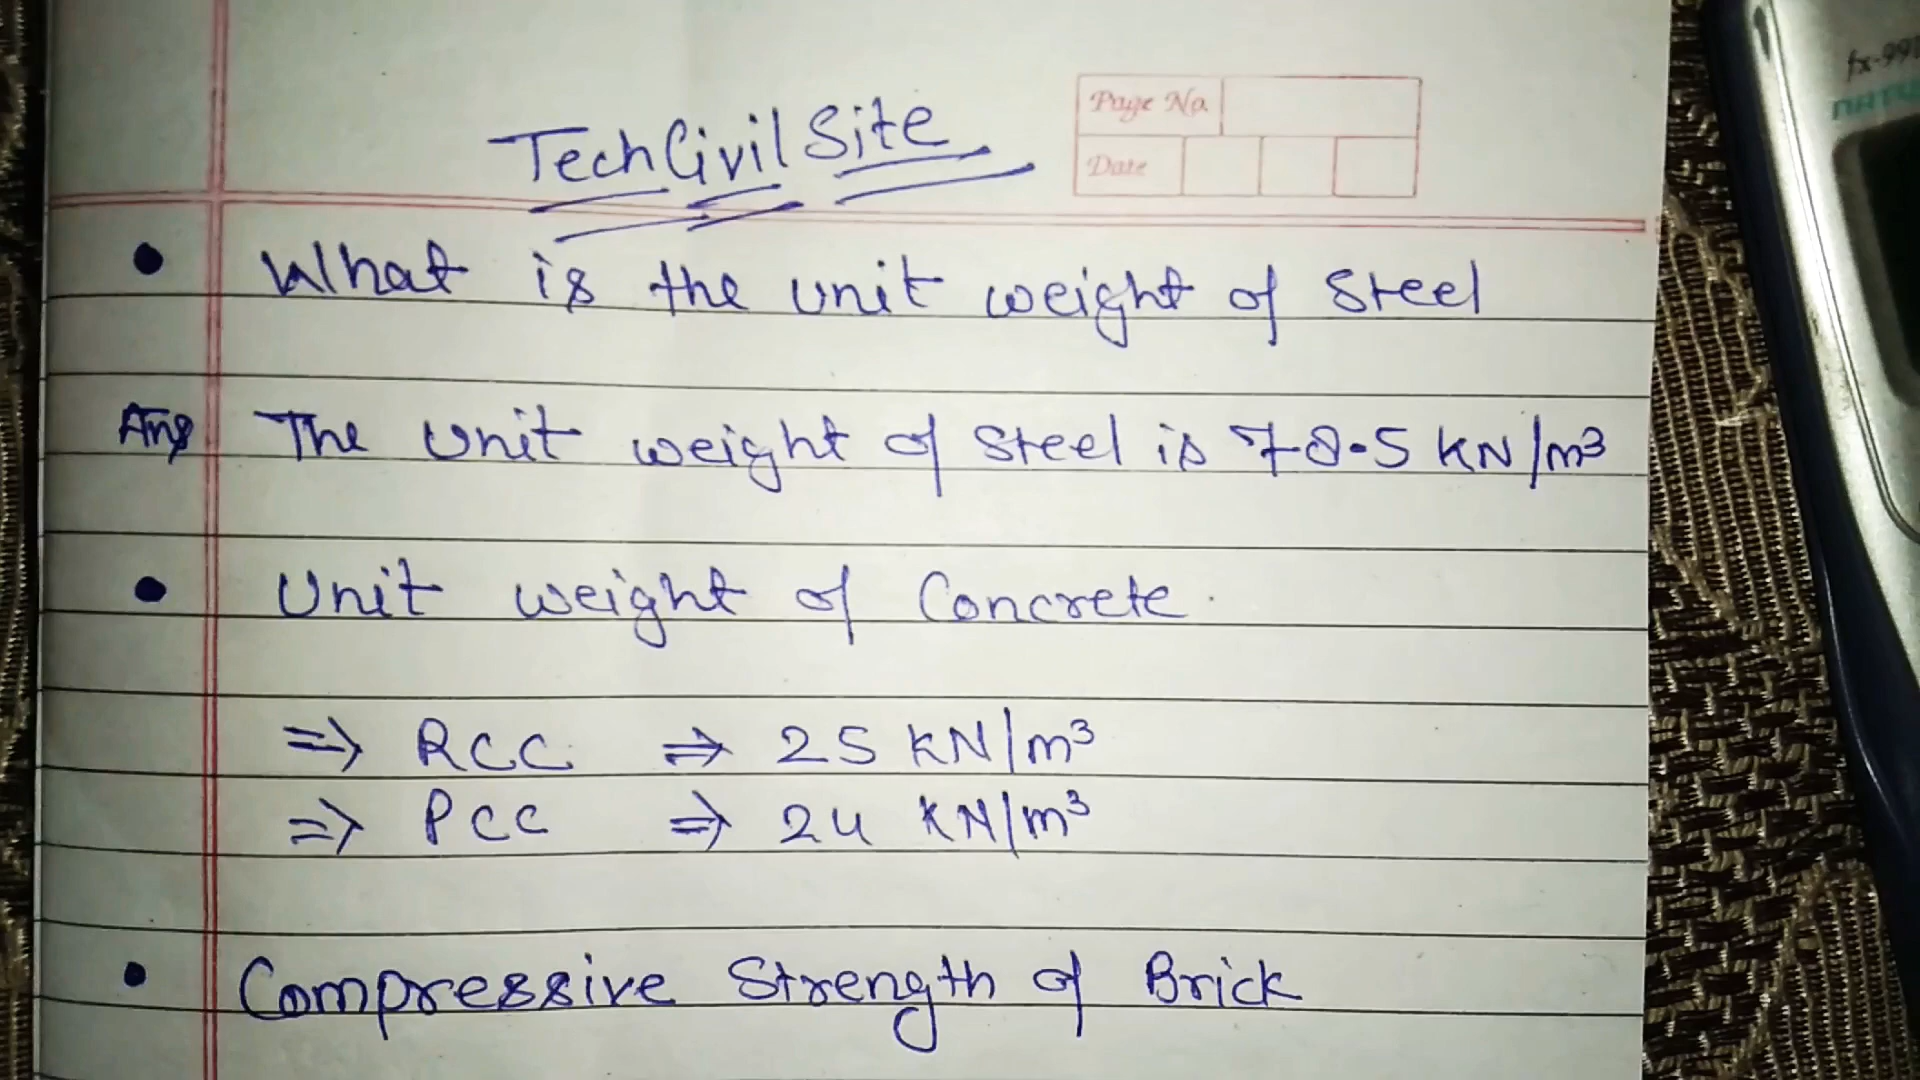 TechCivil Site
Page No.
Date
• What is the unit weight of Steel
Ans The Unit weight of Steel is 78.5 KN/m³
• Unit weight of Concrete.
⇒ RCC ⇒ 25 KN/m³
⇒ PCC ⇒ 24 KN/m³
• Compressive Strength of Brick